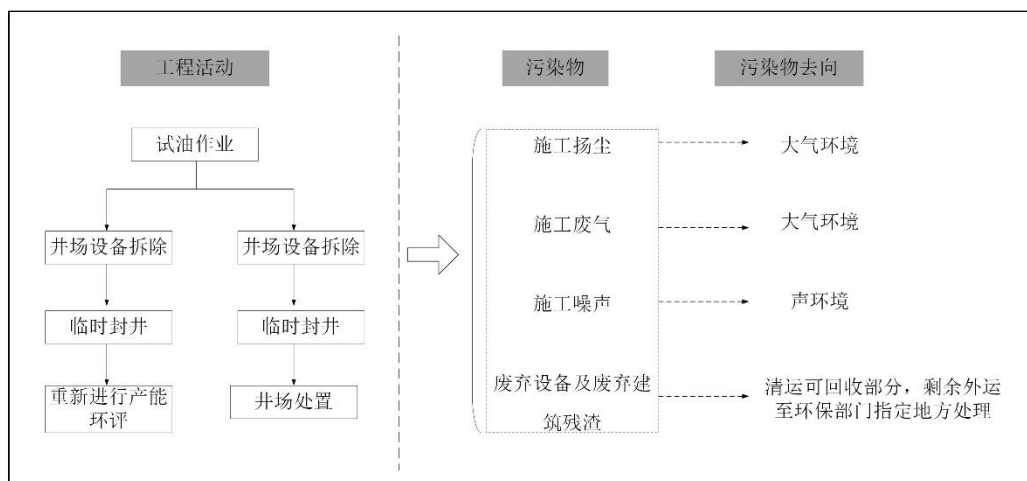 工程活动
污染物
污染物去向
试油作业
井场设备拆除
井场设备拆除
临时封井
临时封井
重新进行产能
环评
井场处置
施工扬尘
大气环境
施工废气
大气环境
施工噪声
声环境
废弃设备及废弃建
筑残渣
清运可回收部分，剩余外运
至环保部门指定地方处理